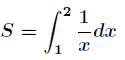 S = ∫₁² 1/x dx